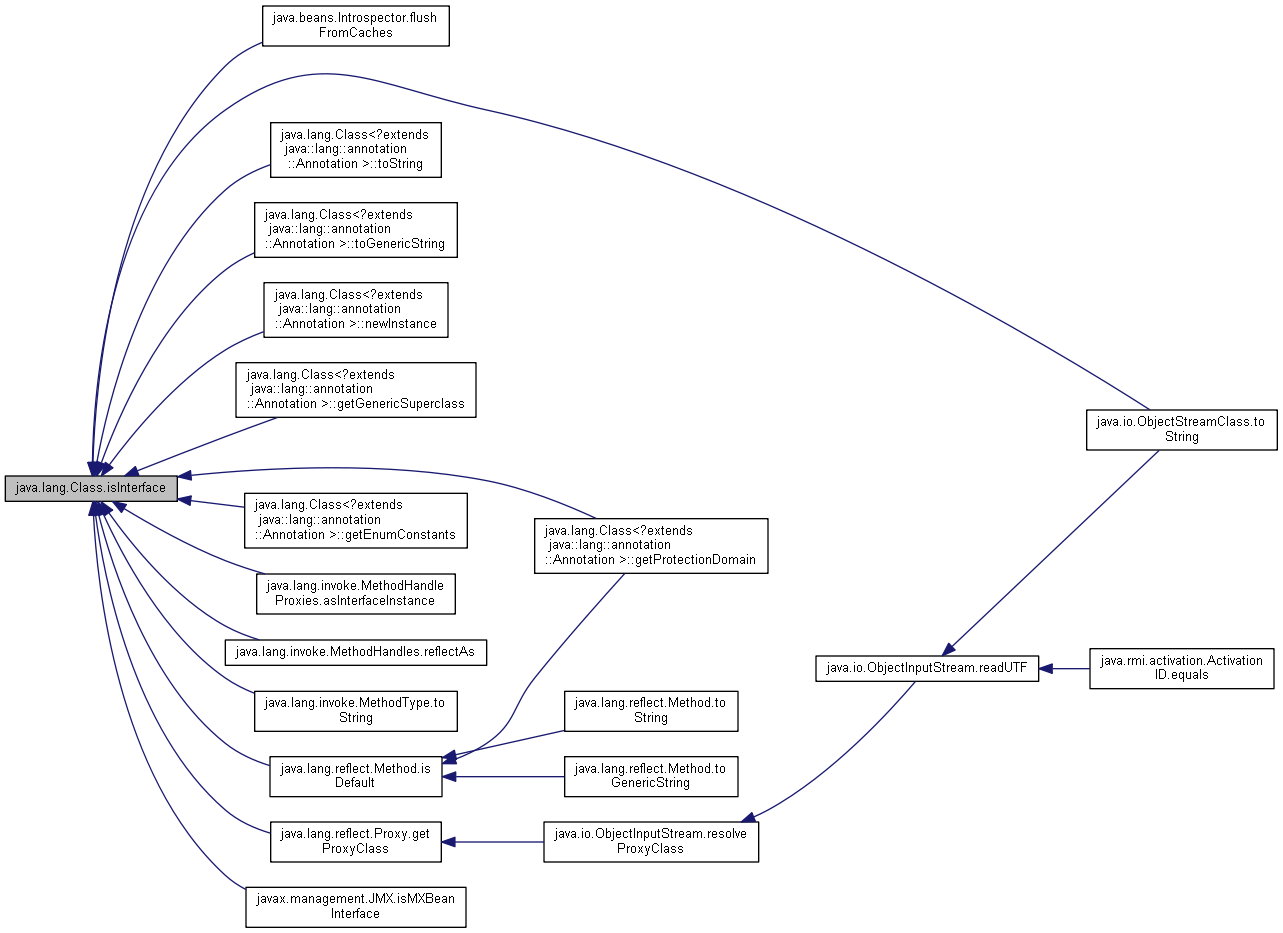 java.beans.Introspector.flush
FromCaches
java.lang.Class<?extends
java::lang::annotation
::Annotation >::toString
java.lang.Class<?extends
java::lang::annotation
::Annotation >::toGenericString
java.lang.Class<?extends
java::lang::annotation
::Annotation >::newInstance
java.lang.Class<?extends
java::lang::annotation
::Annotation >::getGenericSuperclass
java.io.ObjectStreamClass.to
String
java.lang.Class.isInterface
java.lang.Class<?extends
java::lang::annotation
::Annotation >::getEnumConstants
java.lang.Class<?extends
java::lang::annotation
::Annotation >::getProtectionDomain
java.lang.invoke.MethodHandle
Proxies.asInterfaceInstance
java.lang.invoke.MethodHandles.reflectAs
java.io.ObjectInputStream.readUTF
java.rmi.activation.Activation
ID.equals
java.lang.invoke.MethodType.to
String
java.lang.reflect.Method.to
String
java.lang.reflect.Method.is
Default
java.lang.reflect.Method.to
GenericString
java.lang.reflect.Proxy.get
ProxyClass
java.io.ObjectInputStream.resolve
ProxyClass
javax.management.JMX.isMXBean
Interface